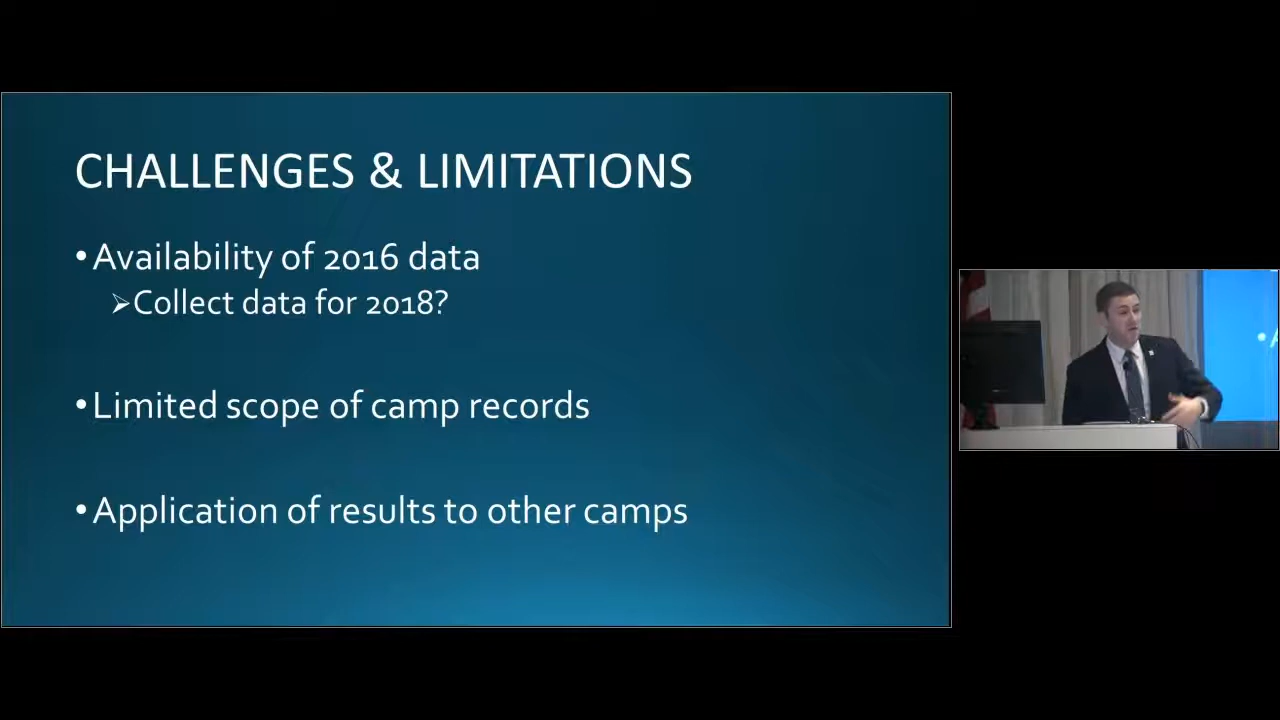 CHALLENGES & LIMITATIONS
•Availability of 2016 data
➢Collect data for 2018?
•Limited scope of camp records
•Application of results to other camps